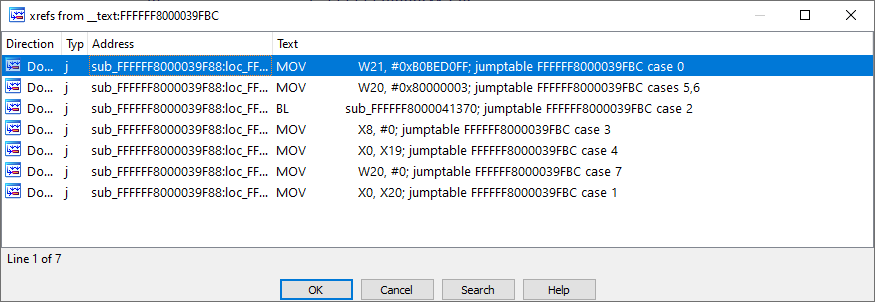 xrefs from __text:FFFFFF8000039FBC
Direction Typ Address Text
Do... j sub_FFFFFF8000039F88:loc_FF... MOV W21, #0xB0BED0FF; jumptable FFFFFF8000039FBC case 0
Do... j sub_FFFFFF8000039F88:loc_FF... MOV W20, #0x80000003; jumptable FFFFFF8000039FBC cases 5,6
Do... j sub_FFFFFF8000039F88:loc_FF... BL sub_FFFFFF8000041370; jumptable FFFFFF8000039FBC case 2
Do... j sub_FFFFFF8000039F88:loc_FF... MOV X8, #0; jumptable FFFFFF8000039FBC case 3
Do... j sub_FFFFFF8000039F88:loc_FF... MOV X0, X19; jumptable FFFFFF8000039FBC case 4
Do... j sub_FFFFFF8000039F88:loc_FF... MOV W20, #0; jumptable FFFFFF8000039FBC case 7
Do... j sub_FFFFFF8000039F88:loc_FF... MOV X0, X20; jumptable FFFFFF8000039FBC case 1
Line 1 of 7
OK Cancel Search Help